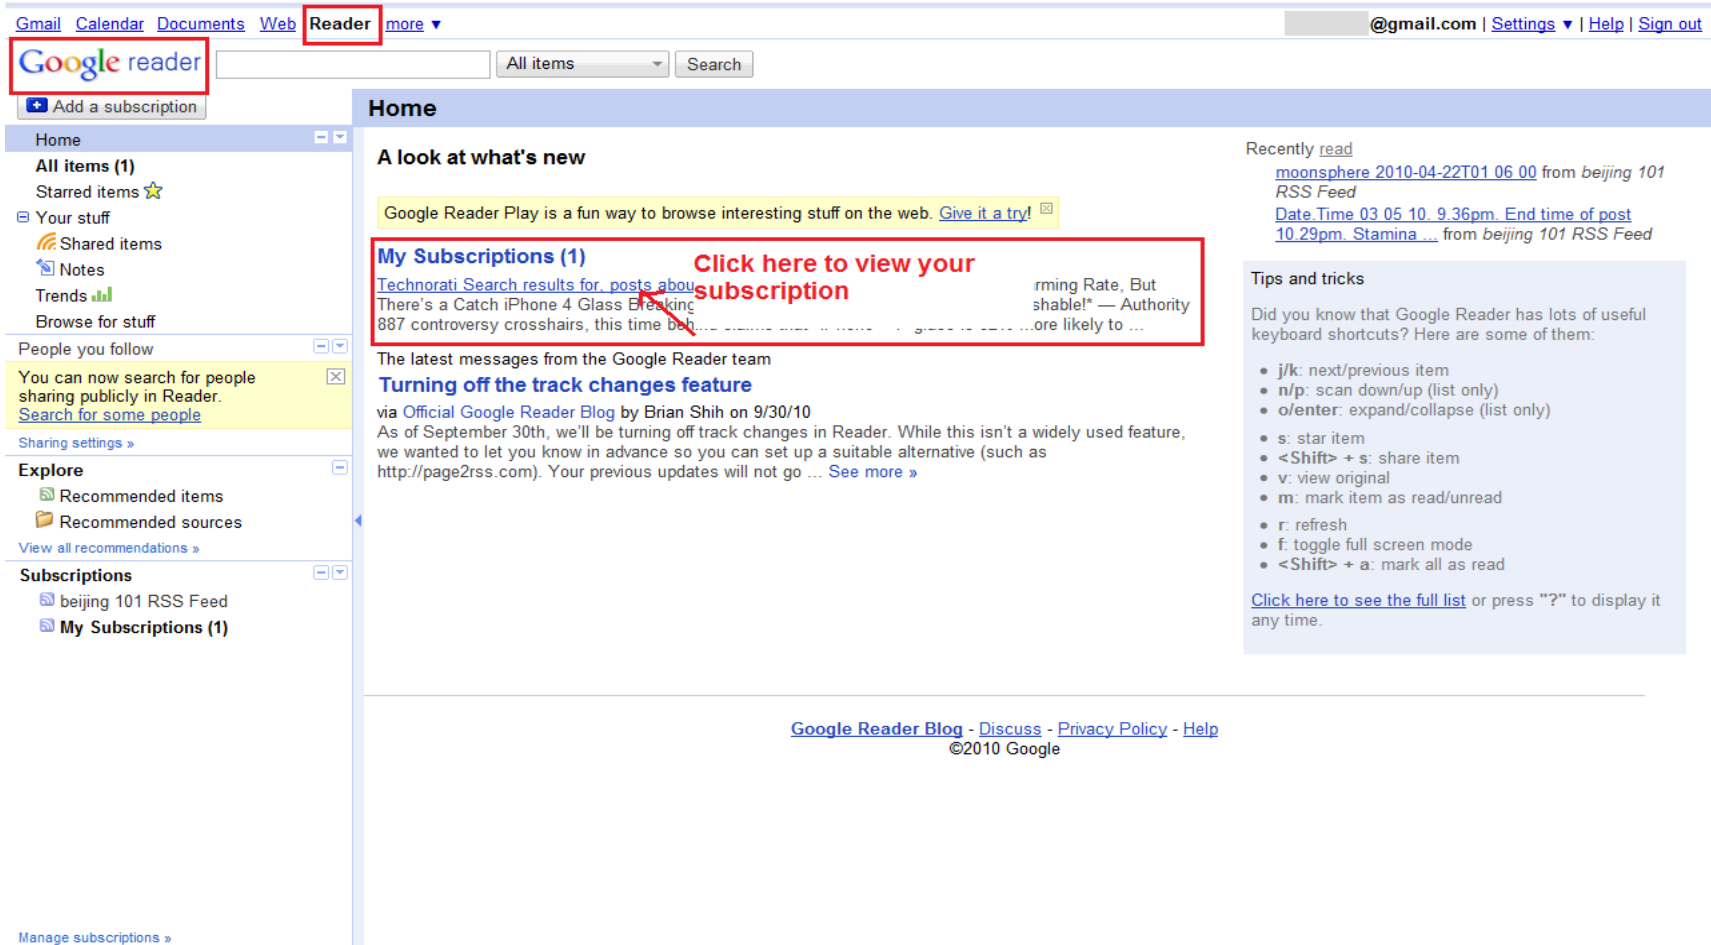 Gmail Calendar Documents Web Reader more ▼
@gmail.com | Settings ▼ | Help | Sign out
Google reader
All items
Search
Add a subscription
Home
All items (1)
Starred items
Your stuff
Shared items
Notes
Trends
Browse for stuff
People you follow
You can now search for people
sharing publicly in Reader.
Search for some people
Sharing settings »
Explore
Recommended items
Recommended sources
View all recommendations »
Subscriptions
beijing 101 RSS Feed
My Subscriptions (1)
Manage subscriptions »
Home
A look at what's new
Google Reader Play is a fun way to browse interesting stuff on the web. Give it a try!
My Subscriptions (1)
Click here to view your
subscription
Technorati Search results for, posts abou rming Rate, But
There's a Catch iPhone 4 Glass Breaking shable!* — Authority
887 controversy crosshairs, this time glass is more likely to ...
The latest messages from the Google Reader team
Turning off the track changes feature
via Official Google Reader Blog by Brian Shih on 9/30/10
As of September 30th, we'll be turning off track changes in Reader. While this isn't a widely used feature,
we wanted to let you know in advance so you can set up a suitable alternative (such as
http://page2rss.com). Your previous updates will not go ... See more »
Recently read
moonsphere 2010-04-22T01 06 00 from beijing 101
RSS Feed
Date.Time 03 05 10. 9.36pm. End time of post
10.29pm. Stamina ... from beijing 101 RSS Feed
Tips and tricks
Did you know that Google Reader has lots of useful
keyboard shortcuts? Here are some of them:
j/k: next/previous item
n/p: scan down/up (list only)
o/enter: expand/collapse (list only)
s: star item
<Shift> + s: share item
v: view original
m: mark item as read/unread
r: refresh
f: toggle full screen mode
<Shift> + a: mark all as read
Click here to see the full list or press "?" to display it
any time.
Google Reader Blog - Discuss - Privacy Policy - Help
©2010 Google